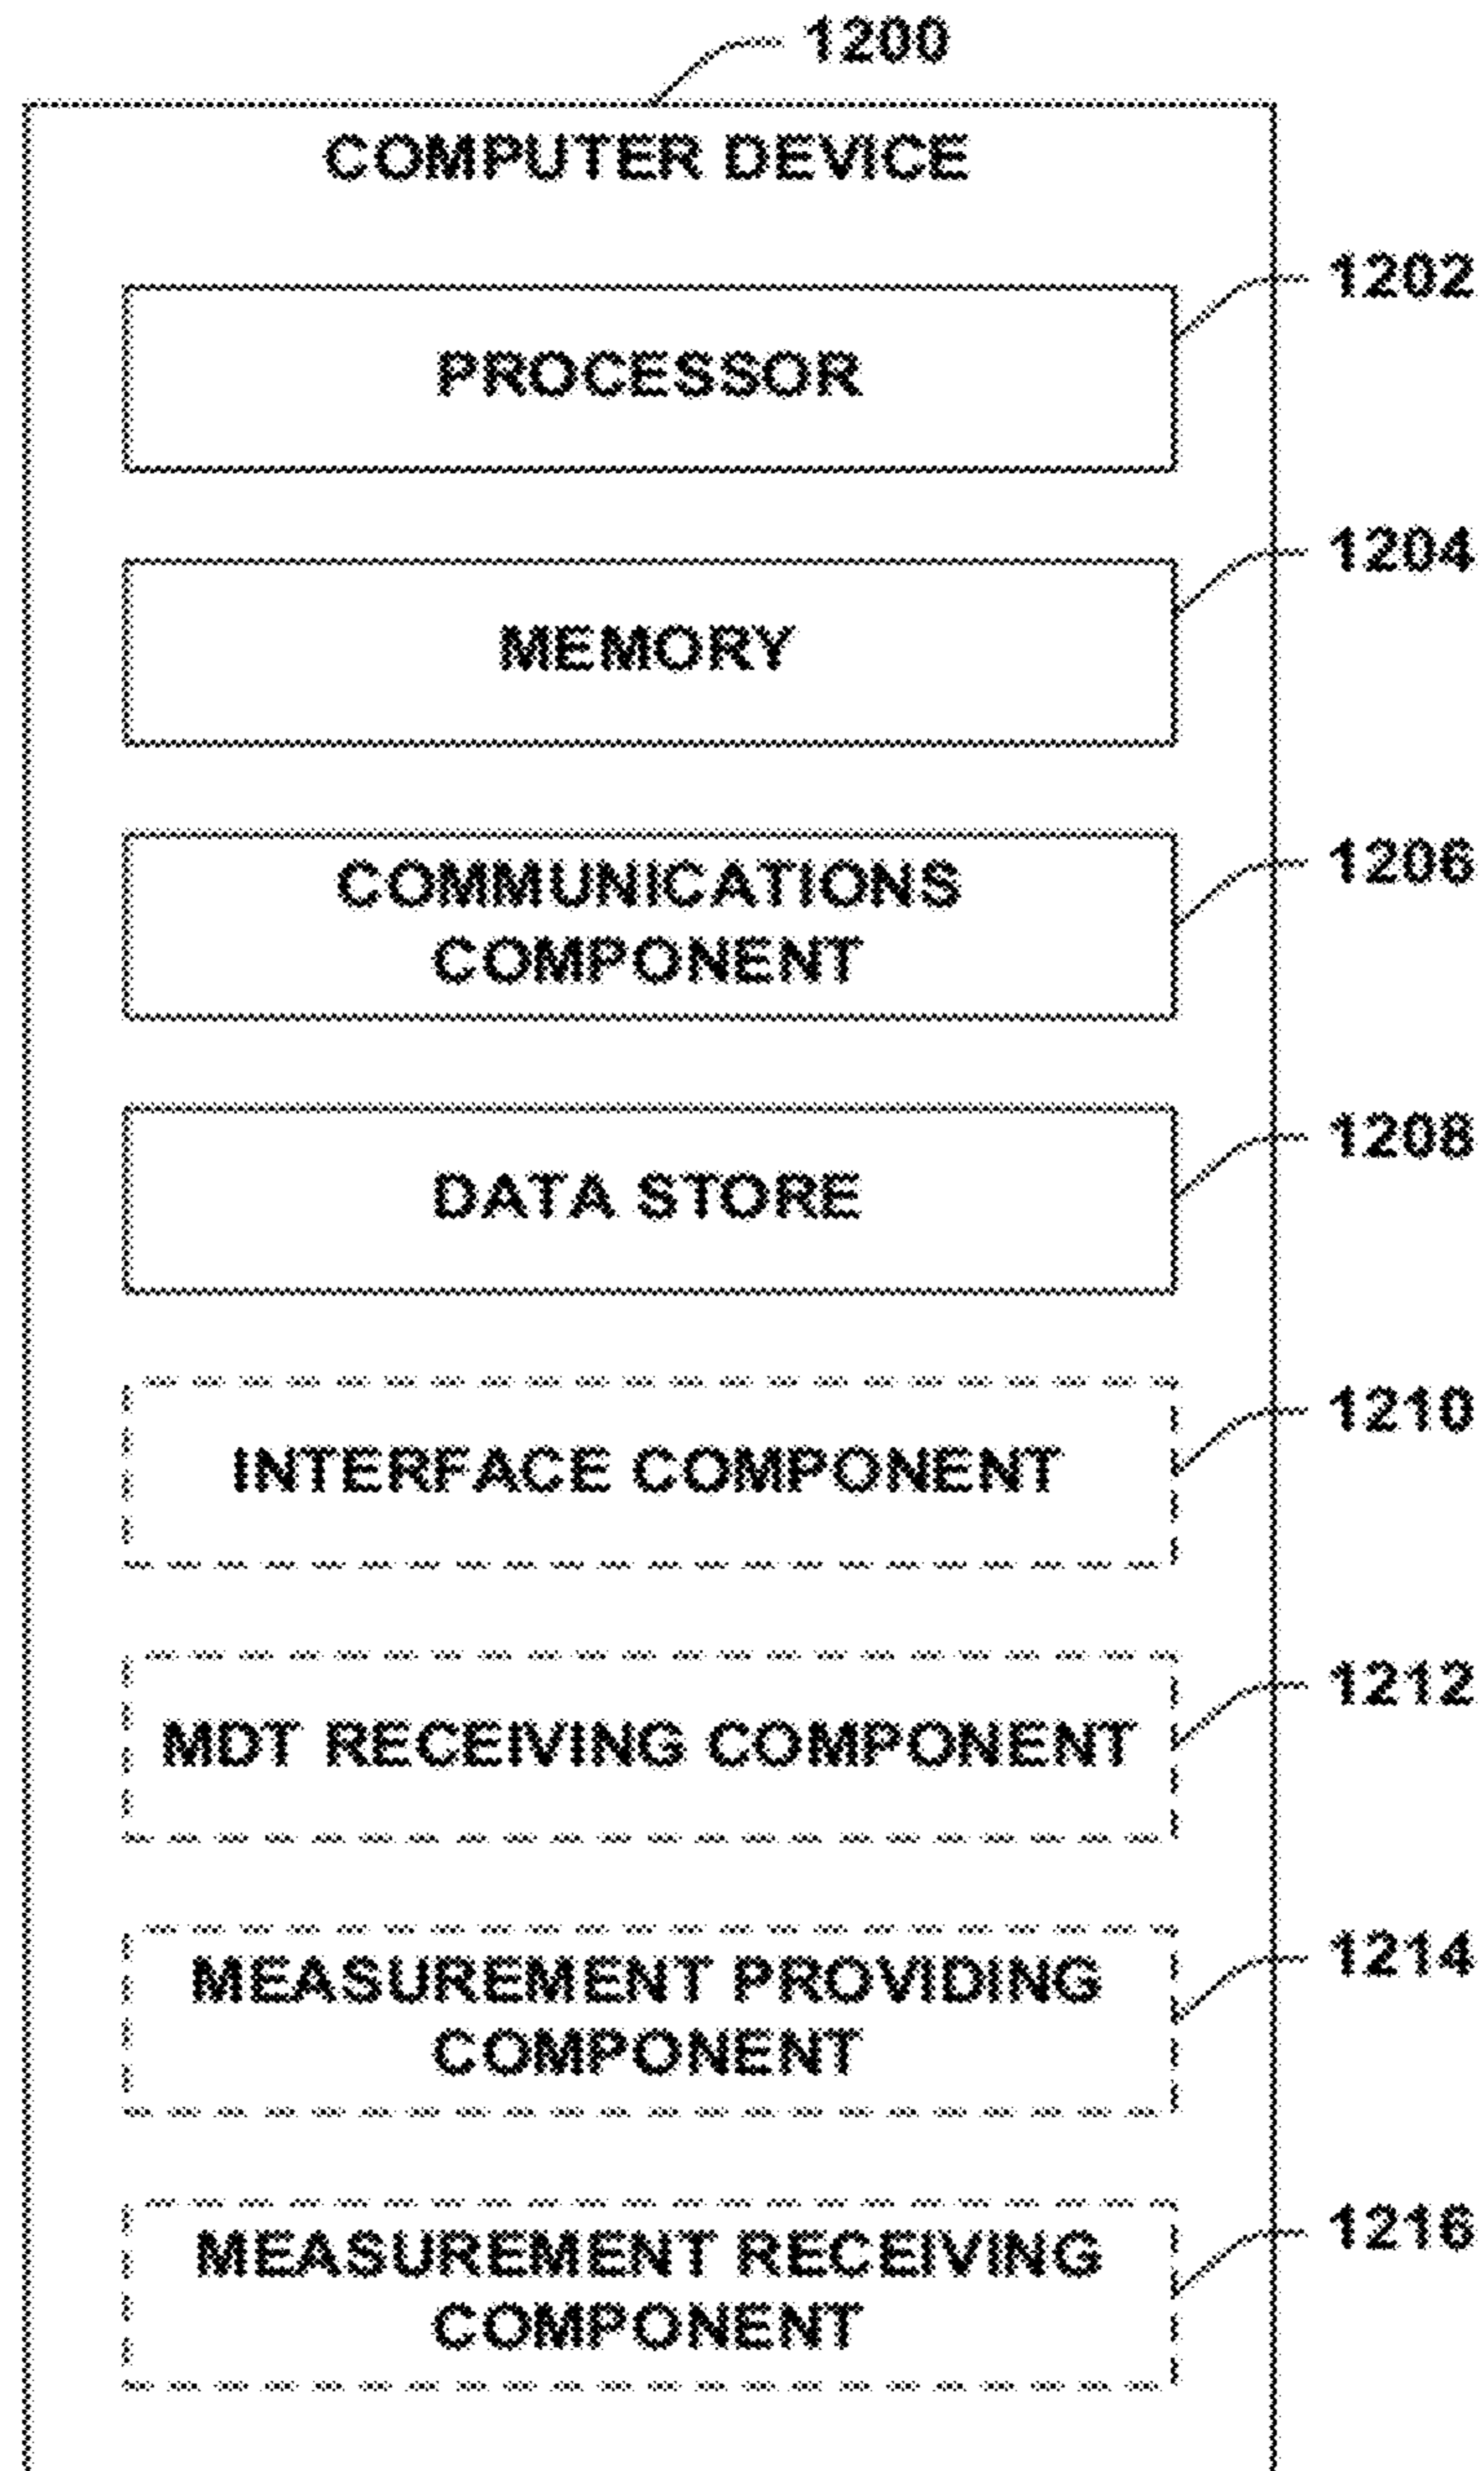 1200
COMPUTER DEVICE
1202
PROCESSOR
1204
MEMORY
1206
COMMUNICATIONS
COMPONENT
1208
DATA STORE
1210
INTERFACE COMPONENT
1212
MDT RECEIVING COMPONENT
1214
MEASUREMENT PROVIDING
COMPONENT
1216
MEASUREMENT RECEIVING
COMPONENT